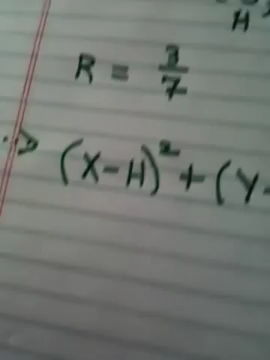 H
R = 3/7
∴> (X-H)² + (Y-